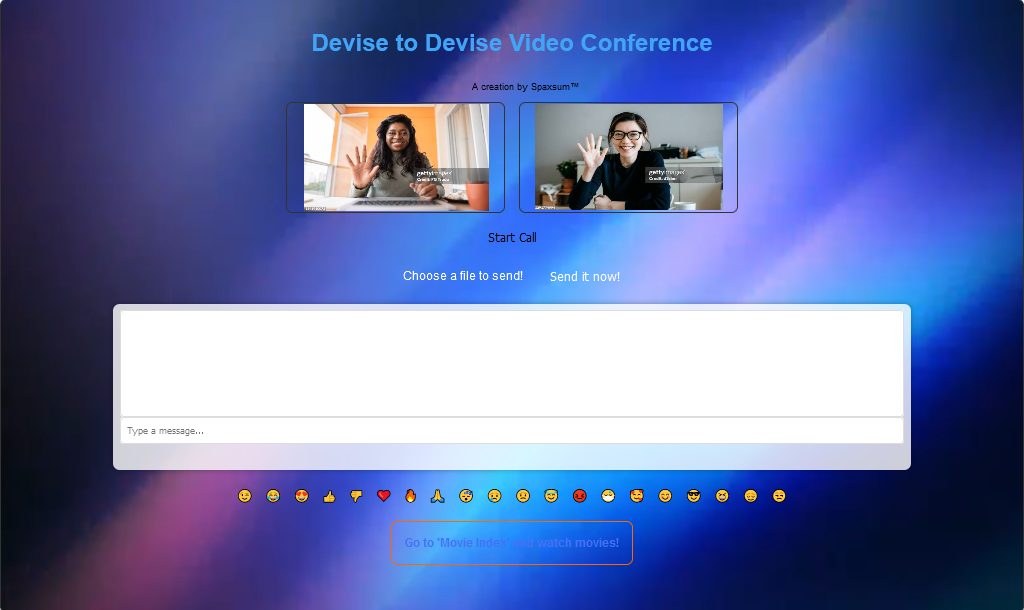 Devise to Devise Video Conference
A creation by Spaxsum™
gettyimages
gettyimages
Start Call
Choose a file to send! Send it now!
Type a message...
Go to 'Movie Index' and watch movies!